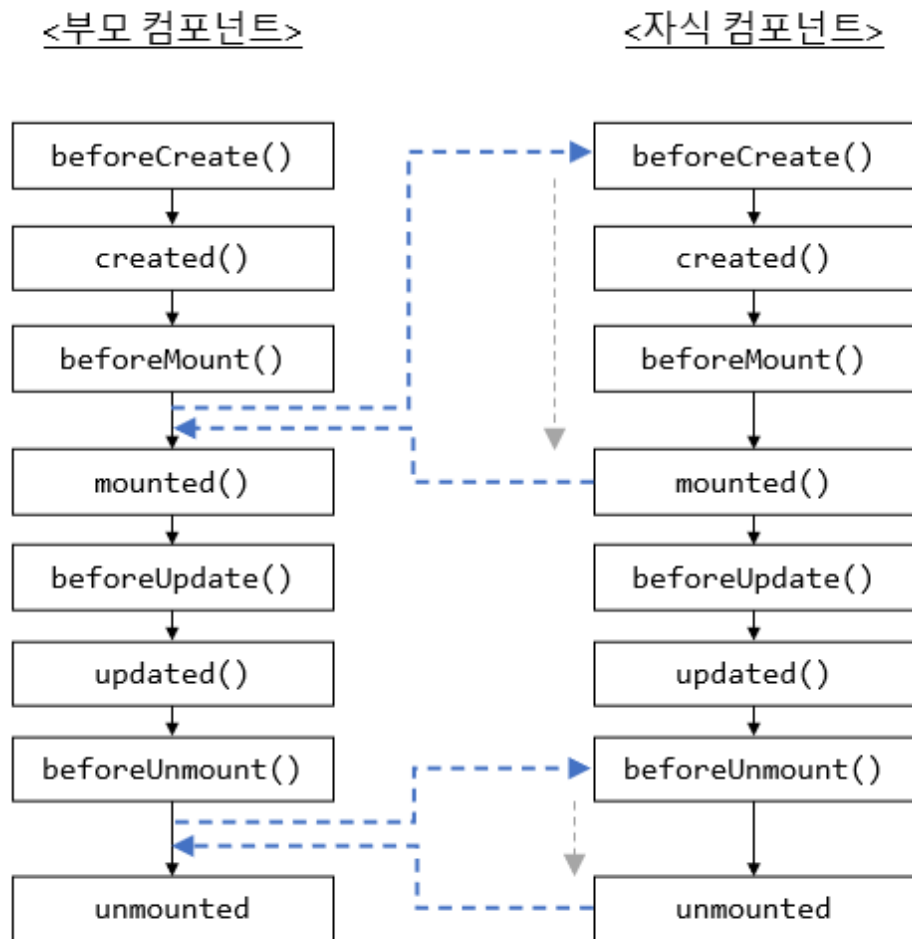 <부모 컴포넌트>
beforeCreate()
created()
beforeMount()
mounted()
beforeUpdate()
updated()
beforeUnmount()
unmounted
<자식 컴포넌트>
beforeCreate()
created()
beforeMount()
mounted()
beforeUpdate()
updated()
beforeUnmount()
unmounted